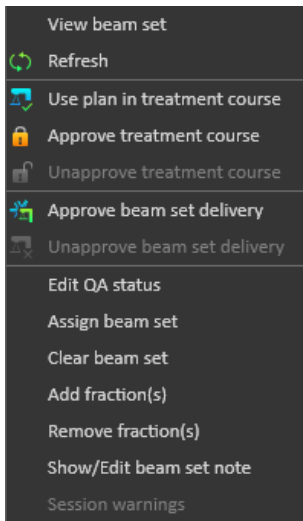 View beam set
Refresh
Use plan in treatment course
Approve treatment course
Unapprove treatment course
Approve beam set delivery
Unapprove beam set delivery
Edit QA status
Assign beam set
Clear beam set
Add fraction(s)
Remove fraction(s)
Show/Edit beam set note
Session warnings